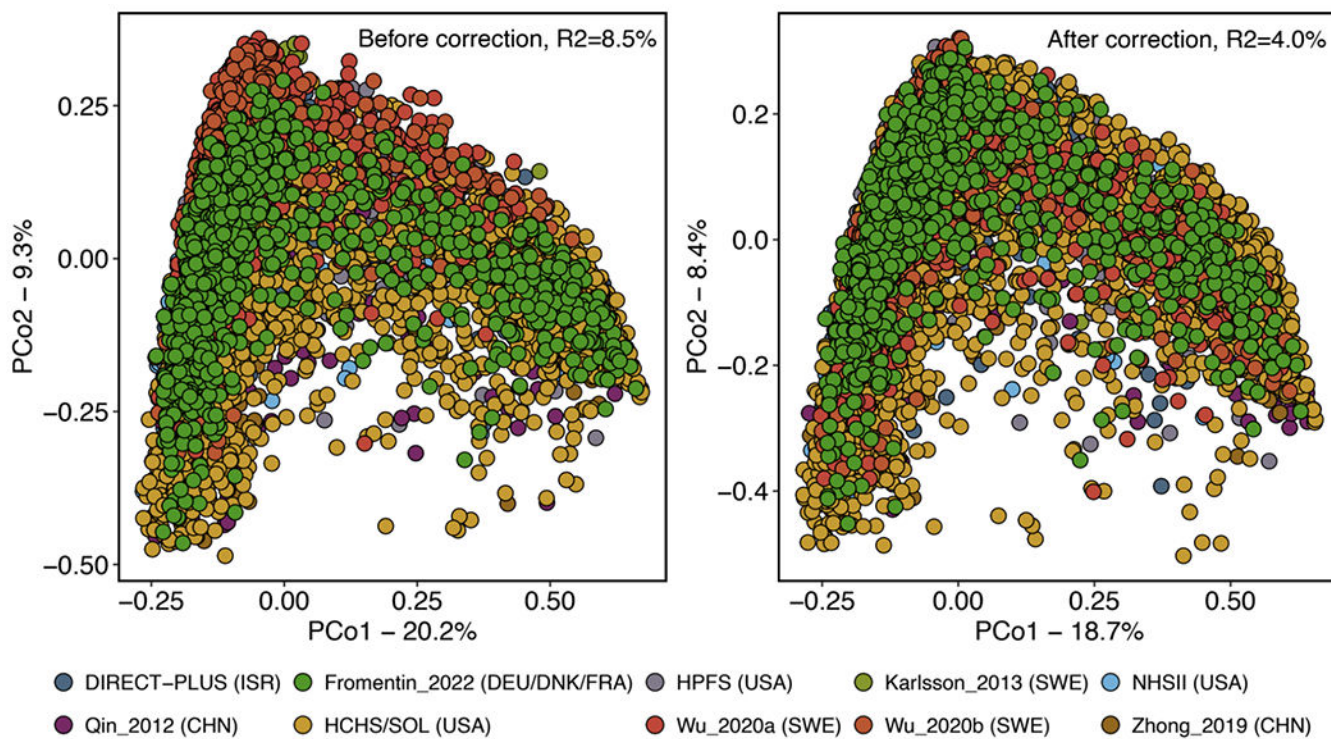 Before correction, R2=8.5%
0.25
0.00
−0.25
−0.50
PCo2 − 9.3%
−0.25 0.00 0.25 0.50
PCo1 − 20.2%
After correction, R2=4.0%
0.2
0.0
−0.2
−0.4
PCo2 − 8.4%
−0.25 0.00 0.25 0.50
PCo1 − 18.7%
DIRECT−PLUS (ISR) Fromentin_2022 (DEU/DNK/FRA) HPFS (USA) Karlsson_2013 (SWE) NHSII (USA)
Qin_2012 (CHN) HCHS/SOL (USA) Wu_2020a (SWE) Wu_2020b (SWE) Zhong_2019 (CHN)